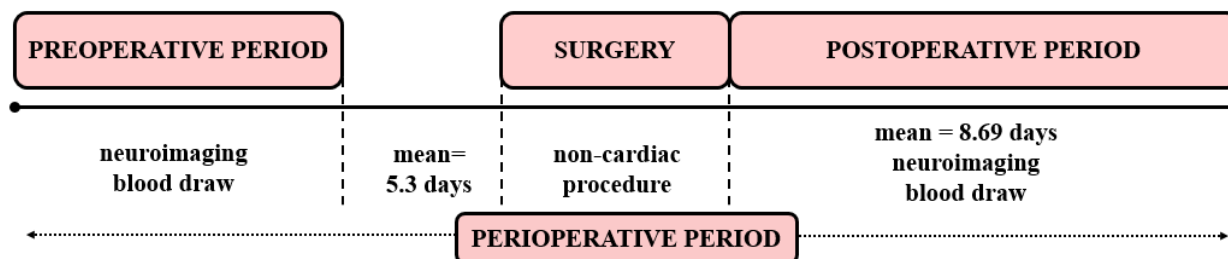 PREOPERATIVE PERIOD
SURGERY
POSTOPERATIVE PERIOD
neuroimaging
blood draw
mean=
5.3 days
non-cardiac
procedure
mean = 8.69 days
neuroimaging
blood draw
PERIOPERATIVE PERIOD